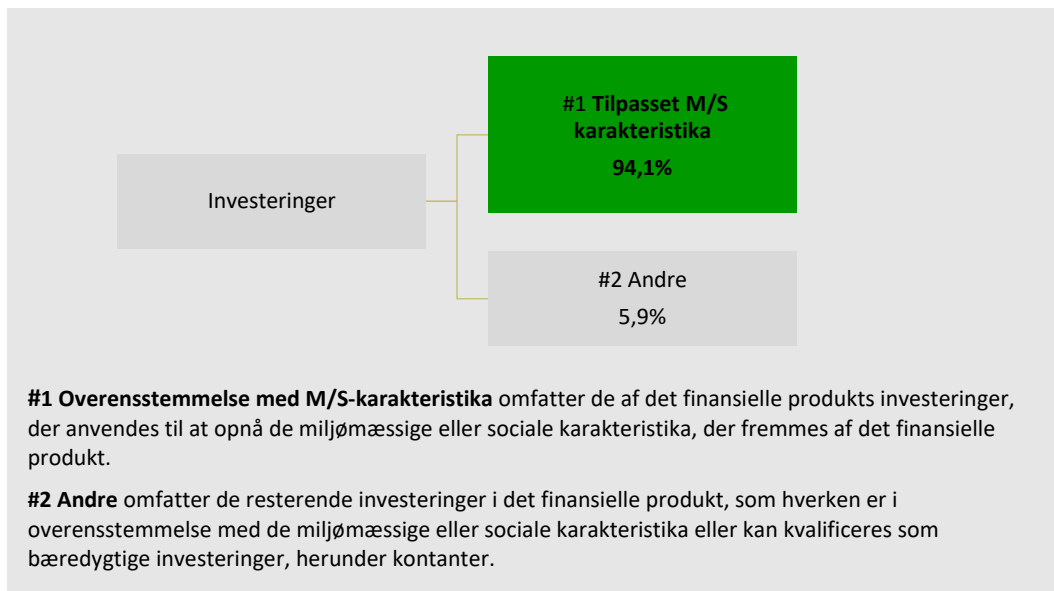 #1 Tilpasset M/S
karakteristika
94,1%
Investeringer
#2 Andre
5,9%
#1 Overensstemmelse med M/S-karakteristika omfatter de af det finansielle produkts investeringer,
der anvendes til at opnå de miljømæssige eller sociale karakteristika, der fremmes af det finansielle
produkt.
#2 Andre omfatter de resterende investeringer i det finansielle produkt, som hverken er i
overensstemmelse med de miljømæssige eller sociale karakteristika eller kan kvalificeres som
bæredygtige investeringer, herunder kontanter.